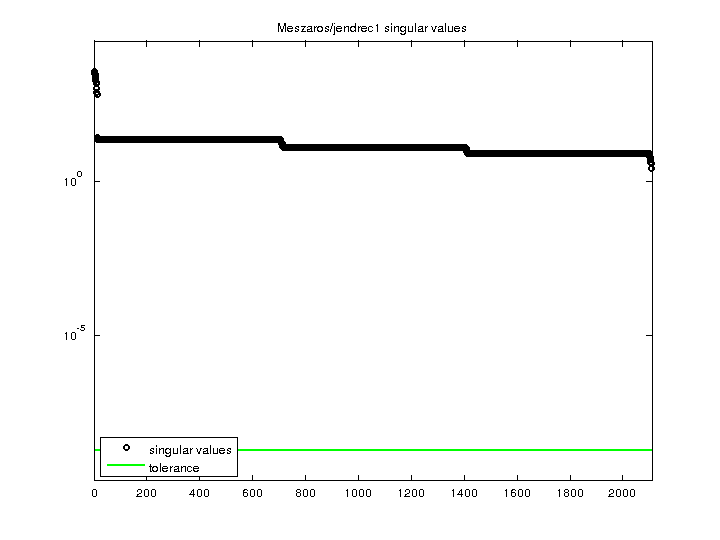 Meszaros/jendrec1 singular values
10^0
10^-5
singular values
tolerance
0 200 400 600 800 1000 1200 1400 1600 1800 2000